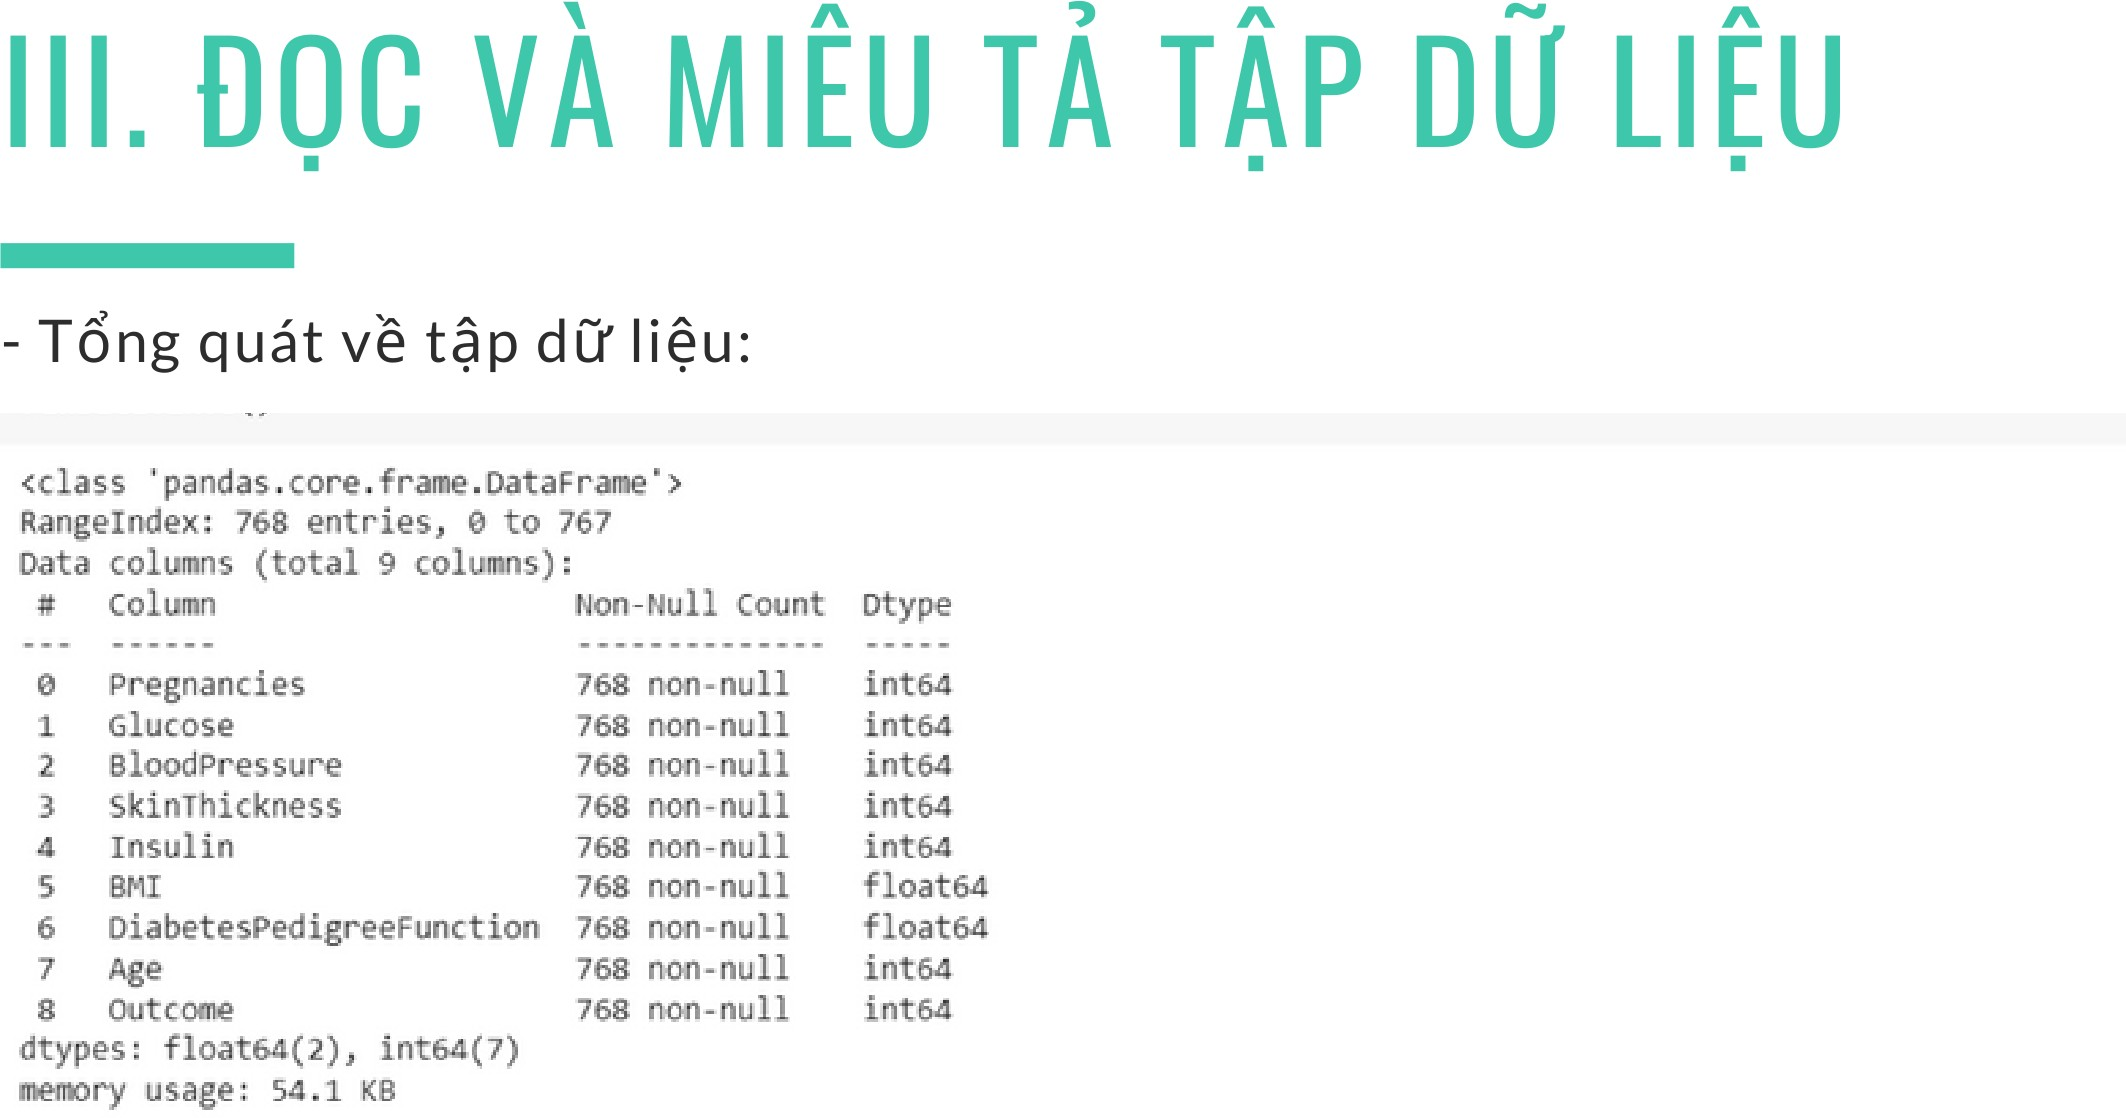 III. ĐỌC VÀ MIÊU TẢ TẬP DỮ LIỆU
- Tổng quát về tập dữ liệu:
<class 'pandas.core.frame.DataFrame'>
RangeIndex: 768 entries, 0 to 767
Data columns (total 9 columns):
 #   Column                    Non-Null Count  Dtype
---  ------                    --------------  -----
 0   Pregnancies               768 non-null    int64
 1   Glucose                   768 non-null    int64
 2   BloodPressure             768 non-null    int64
 3   SkinThickness             768 non-null    int64
 4   Insulin                   768 non-null    int64
 5   BMI                       768 non-null    float64
 6   DiabetesPedigreeFunction  768 non-null    float64
 7   Age                       768 non-null    int64
 8   Outcome                   768 non-null    int64
dtypes: float64(2), int64(7)
memory usage: 54.1 KB